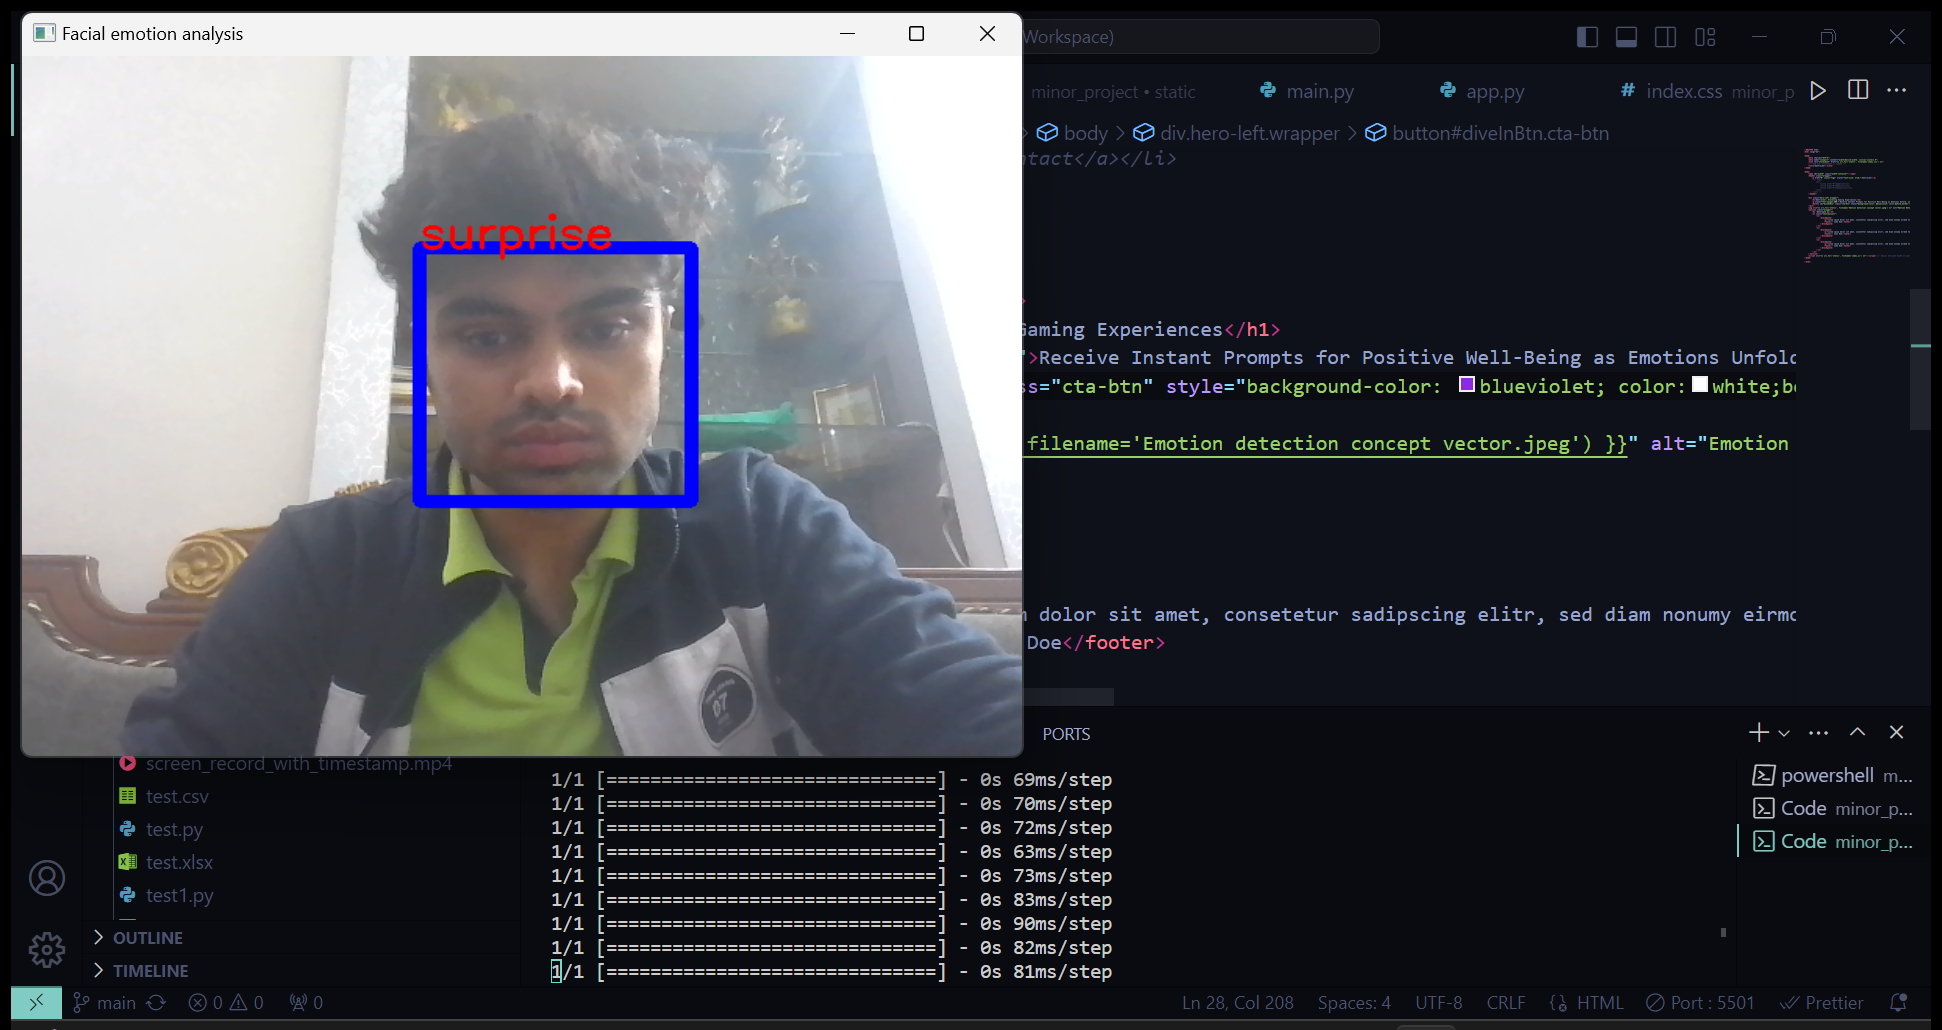 Facial emotion analysis
Workspace)
minor_project • static
main.py
app.py
# index.css minor_p
body > div.hero-left.wrapper > button#diveInBtn.cta-btn
ntact</a></li>
surprise
>
Gaming Experiences</h1>
">Receive Instant Prompts for Positive Well-Being as Emotions Unfold
ss="cta-btn" style="background-color: blueviolet; color: white;bo
filename='Emotion detection concept vector.jpeg') }}" alt="Emotion
m dolor sit amet, consetetur sadipscing elitr, sed diam nonumy eirmo
Doe</footer>
07
PORTS
screen_record_with_timestamp.mp4
test.csv
test.py
test.xlsx
test1.py
OUTLINE
TIMELINE
1/1 [==============================] - 0s 69ms/step
1/1 [==============================] - 0s 70ms/step
1/1 [==============================] - 0s 72ms/step
1/1 [==============================] - 0s 63ms/step
1/1 [==============================] - 0s 73ms/step
1/1 [==============================] - 0s 83ms/step
1/1 [==============================] - 0s 90ms/step
1/1 [==============================] - 0s 82ms/step
1/1 [==============================] - 0s 81ms/step
powershell m...
Code minor_p...
Code minor_p...
main 0 0 0
Ln 28, Col 208 Spaces: 4 UTF-8 CRLF HTML Port : 5501 Prettier